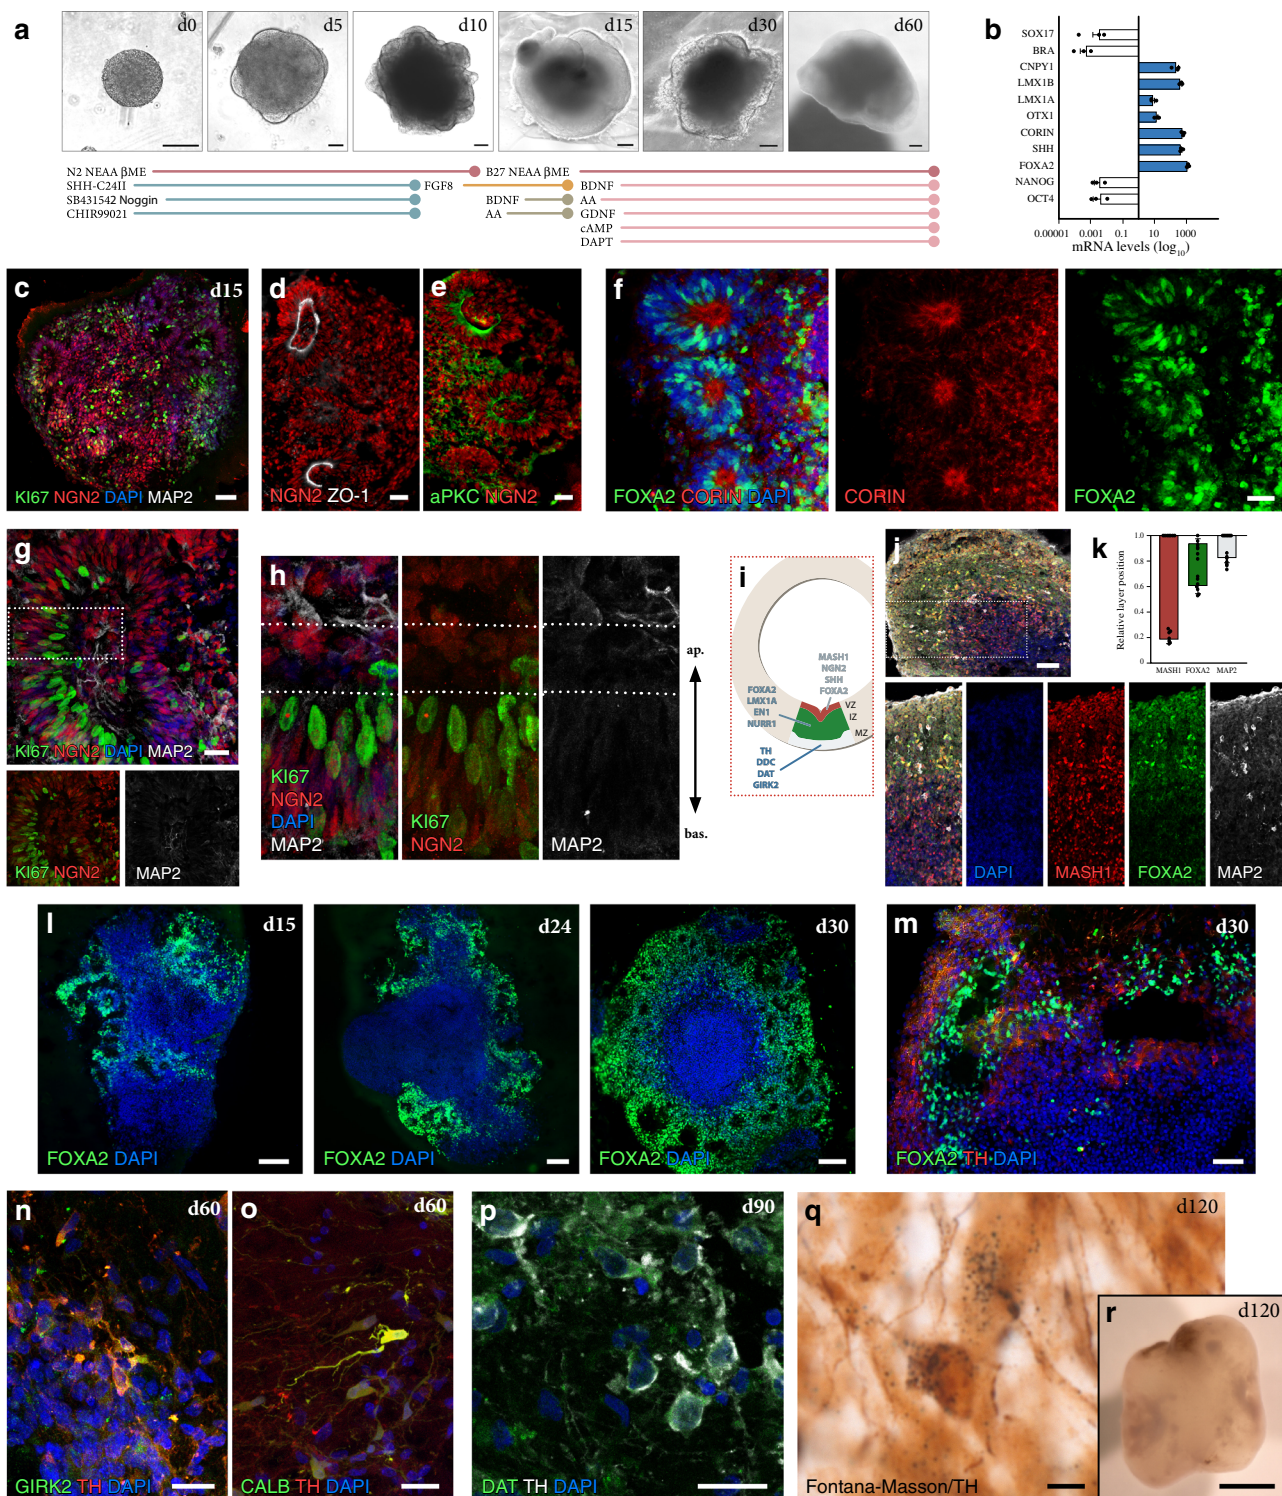 a
d0
d5
d10
d15
d30
d60
N2 NEAA βME
B27 NEAA βME
SHH-C24II
FGF8
BDNF
SB431542 Noggin
BDNF
AA
CHIR99021
AA
GDNF
cAMP
DAPT
b
SOX17
BRA
CNPY1
LMX1B
LMX1A
OTX1
CORIN
SHH
FOXA2
NANOG
OCT4
0.00001 0.001 0.1 10 1000
mRNA levels (log10)
c
d15
KI67 NGN2 DAPI MAP2
d
NGN2 ZO-1
e
aPKC NGN2
f
FOXA2 CORIN DAPI
CORIN
FOXA2
g
KI67 NGN2 DAPI MAP2
KI67 NGN2
MAP2
h
KI67
NGN2
DAPI
MAP2
KI67
NGN2
MAP2
ap.
bas.
i
MASH1
NGN2
SHH
FOXA2
FOXA2
LMX1A
EN1
NURR1
VZ
IZ
MZ
TH
DDC
DAT
GIRK2
j
DAPI
MASH1
FOXA2
MAP2
k
Relative layer position
1.0
0.8
0.6
0.4
0.2
0
MASH1 FOXA2 MAP2
l
d15
FOXA2 DAPI
d24
FOXA2 DAPI
d30
FOXA2 DAPI
m
d30
FOXA2 TH DAPI
n
d60
GIRK2 TH DAPI
o
d60
CALB TH DAPI
p
d90
DAT TH DAPI
q
d120
Fontana-Masson/TH
r
d120